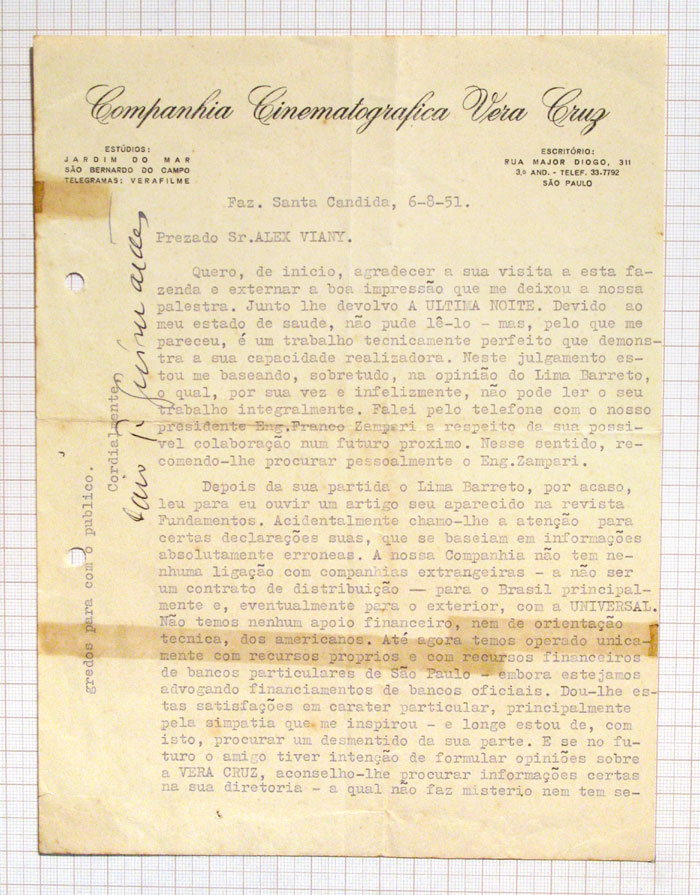 Companhia Cinematografica Vera Cruz
ESTÚDIOS:
JARDIM DO MAR
SÃO BERNARDO DO CAMPO
TELEGRAMAS: VERAFILME
ESCRITÓRIO:
RUA MAJOR DIOGO, 311
3.º AND. - TELEF. 33-7792
SÃO PAULO
Faz. Santa Candida, 6-8-51.
Prezado Sr.ALEX VIANY.
Quero, de inicio, agradecer a sua visita a esta fa-
zenda e externar a boa impressão que me deixou a nossa
palestra. Junto lhe devolvo A ULTIMA NOITE. Devido ao
meu estado de saude, não pude lê-lo - mas, pelo que me
pareceu, é um trabalho tecnicamente perfeito que demons-
tra a sua capacidade realizadora. Neste julgamento es-
tou me baseando, sobretudo, na opinião do Lima Barreto,
o qual, por sua vez e infelizmente, não pode ler o seu
trabalho integralmente. Falei pelo telefone com o nosso
presidente Eng.Franco Zampari a respeito da sua possi-
vel colaboração num futuro proximo. Nesse sentido, re-
comendo-lhe procurar pessoalmente o Eng.Zampari.
Depois da sua partida o Lima Barreto, por acaso,
leu para eu ouvir um artigo seu aparecido na revista
Fundamentos. Acidentalmente chamo-lhe a atenção para
certas declarações suas, que se baseiam em informações
absolutamente erroneas. A nossa Companhia não tem ne-
nhuma ligação com companhias extrangeiras - a não ser
um contrato de distribuição — para o Brasil principal-
mente e, eventualmente para o exterior, com a UNIVERSAL.
Não temos nenhum apoio financeiro, nem de orientação
tecnica, dos americanos. Até agora temos operado unica-
mente com recursos proprios e com recursos financeiros
de bancos particulares de São Paulo - embora estejamos
advogando financiamentos de bancos oficiais. Dou-lhe es-
tas satisfações em carater particular, principalmente
pela simpatia que me inspirou - e longe estou de, com
isto, procurar um desmentido da sua parte. E se no fu-
turo o amigo tiver intenção de formular opiniões sobre
a VERA CRUZ, aconselho-lhe procurar informações certas
na sua diretoria - a qual não faz misterio nem tem se-
gredos para com o publico.
Cordialmente,